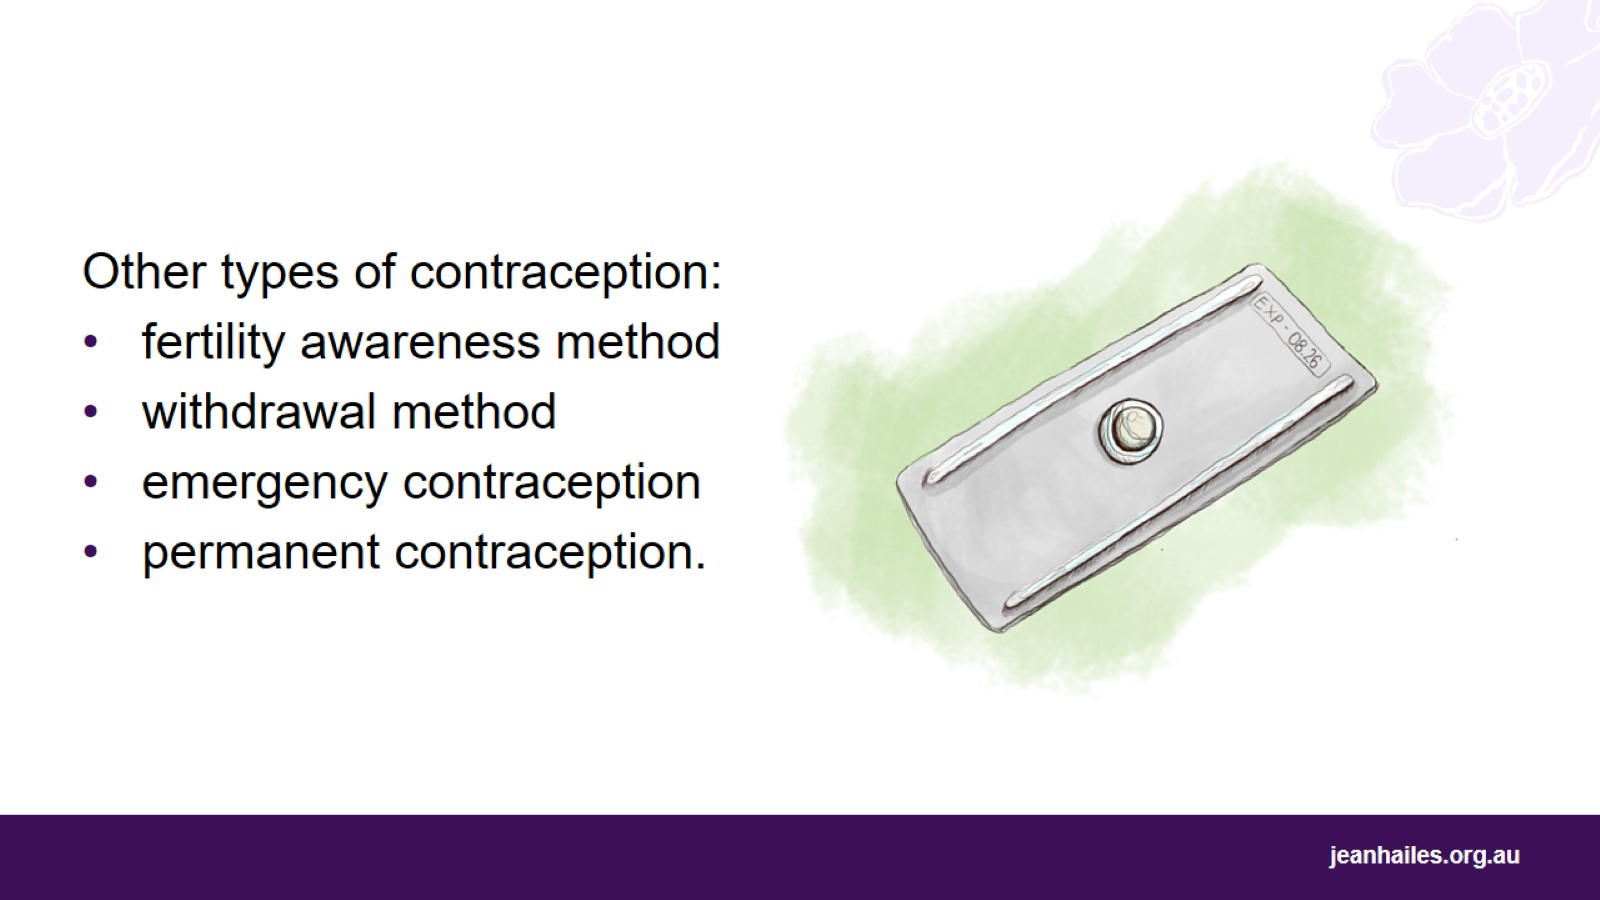 Other types of contraception:
• fertility awareness method
• withdrawal method
• emergency contraception
• permanent contraception.
EXP - 08.26
jeanhailes.org.au